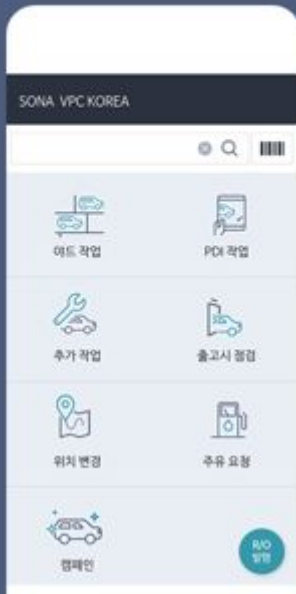 SONA VPC KOREA
야드 작업
PDI 작업
추가 작업
출고시 점검
위치 변경
주유 요청
캠페인
R/O
발행